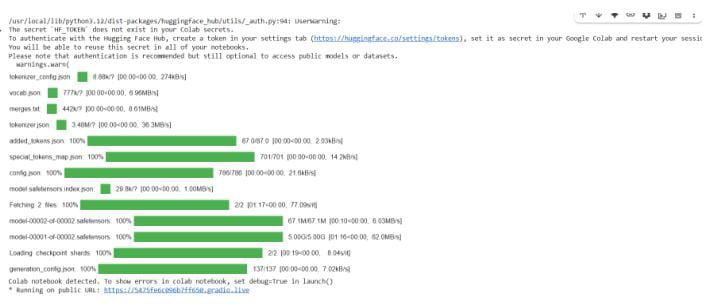 /usr/local/lib/python3.12/dist-packages/huggingface_hub/utils/_auth.py:94: UserWarning:
The secret `HF_TOKEN` does not exist in your Colab secrets.
To authenticate with the Hugging Face Hub, create a token in your settings tab (https://huggingface.co/settings/tokens), set it as secret in your Google Colab and restart your sessio
You will be able to reuse this secret in all of your notebooks.
Please note that authentication is recommended but still optional to access public models or datasets.
warnings.warn(
tokenizer_config.json: 8.88k/? [00:00<00:00, 274kB/s]
vocab.json: 777k/? [00:00<00:00, 6.96MB/s]
merges.txt: 442k/? [00:00<00:00, 8.61MB/s]
tokenizer.json: 3.48M/? [00:00<00:00, 36.3MB/s]
added_tokens.json: 100% 87.0/87.0 [00:00<00:00, 2.03kB/s]
special_tokens_map.json: 100% 701/701 [00:00<00:00, 14.2kB/s]
config.json: 100% 786/786 [00:00<00:00, 21.6kB/s]
model.safetensors.index.json: 29.8k/? [00:00<00:00, 1.00MB/s]
Fetching 2 files: 100% 2/2 [01:17<00:00, 77.09s/it]
model-00002-of-00002.safetensors: 100% 67.1M/67.1M [00:10<00:00, 6.03MB/s]
model-00001-of-00002.safetensors: 100% 5.00G/5.00G [01:16<00:00, 62.0MB/s]
Loading checkpoint shards: 100% 2/2 [00:19<00:00, 8.04s/it]
generation_config.json: 100% 137/137 [00:00<00:00, 7.02kB/s]
Colab notebook detected. To show errors in colab notebook, set debug=True in launch()
* Running on public URL: https://5475fe6c096b7ff650.gradio.live